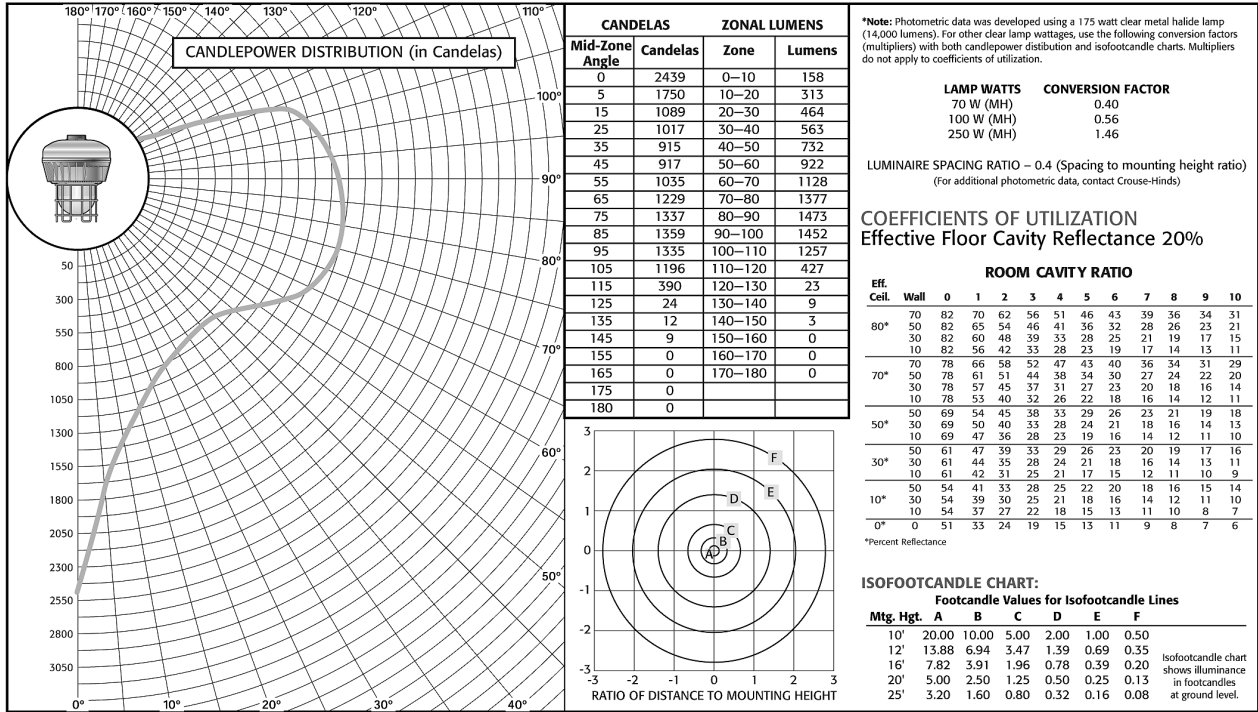 180° 170° 160° 150° 140° 130° 120° 110°
CANDLEPOWER DISTRIBUTION (in Candelas)
100°
90°
80°
70°
60°
50°
50
300
550
800
1050
1300
1550
1800
2050
2300
2550
2800
3050
0° 10° 20° 30° 40°
CANDELAS ZONAL LUMENS
Mid-Zone Angle Candelas Zone Lumens
0 2439 0–10 158
5 1750 10–20 313
15 1089 20–30 464
25 1017 30–40 563
35 915 40–50 732
45 917 50–60 922
55 1035 60–70 1128
65 1229 70–80 1377
75 1337 80–90 1473
85 1359 90–100 1452
95 1335 100–110 1257
105 1196 110–120 427
115 390 120–130 23
125 24 130–140 9
135 12 140–150 3
145 9 150–160 0
155 0 160–170 0
165 0 170–180 0
175 0
180 0
3
2
1
0
-1
-2
-3
F
E
D
C
B
A
-3 -2 -1 0 1 2 3
RATIO OF DISTANCE TO MOUNTING HEIGHT
*Note: Photometric data was developed using a 175 watt clear metal halide lamp
(14,000 lumens). For other clear lamp wattages, use the following conversion factors
(multipliers) with both candlepower distibution and isofootcandle charts. Multipliers
do not apply to coefficients of utilization.
LAMP WATTS CONVERSION FACTOR
70 W (MH) 0.40
100 W (MH) 0.56
250 W (MH) 1.46
LUMINAIRE SPACING RATIO – 0.4 (Spacing to mounting height ratio)
(For additional photometric data, contact Crouse-Hinds)
COEFFICIENTS OF UTILIZATION
Effective Floor Cavity Reflectance 20%
ROOM CAVITY RATIO
Eff.
Ceil. Wall 0 1 2 3 4 5 6 7 8 9 10
70 82 70 62 56 51 46 43 39 36 34 31
80* 50 82 65 54 46 41 36 32 28 26 23 21
30 82 60 48 39 33 28 25 21 19 17 15
10 82 56 42 33 28 23 19 17 14 13 11
70 78 66 58 52 47 43 40 36 34 31 29
70* 50 78 61 51 44 38 34 30 27 24 22 20
30 78 57 45 37 31 27 23 20 18 16 14
10 78 53 40 32 26 22 18 16 14 12 11
50 69 54 45 38 33 29 26 23 21 19 18
50* 30 69 50 40 33 28 24 21 18 16 14 13
10 69 47 36 28 23 19 16 14 12 11 10
50 61 47 39 33 29 26 23 20 19 17 16
30* 30 61 44 35 28 24 21 18 16 14 13 11
10 61 42 31 25 21 17 15 12 11 10 9
50 54 41 33 28 25 22 20 18 16 15 14
10* 30 54 39 30 25 21 18 16 14 12 11 10
10 54 37 27 22 18 15 13 11 10 8 7
0* 0 51 33 24 19 15 13 11 9 8 7 6
*Percent Reflectance
ISOFOOTCANDLE CHART:
Footcandle Values for Isofootcandle Lines
Mtg. Hgt. A B C D E F
10' 20.00 10.00 5.00 2.00 1.00 0.50
12' 13.88 6.94 3.47 1.39 0.69 0.35
16' 7.82 3.91 1.96 0.78 0.39 0.20
20' 5.00 2.50 1.25 0.50 0.25 0.13
25' 3.20 1.60 0.80 0.32 0.16 0.08
Isofootcandle chart
shows illuminance
in footcandles
at ground level.